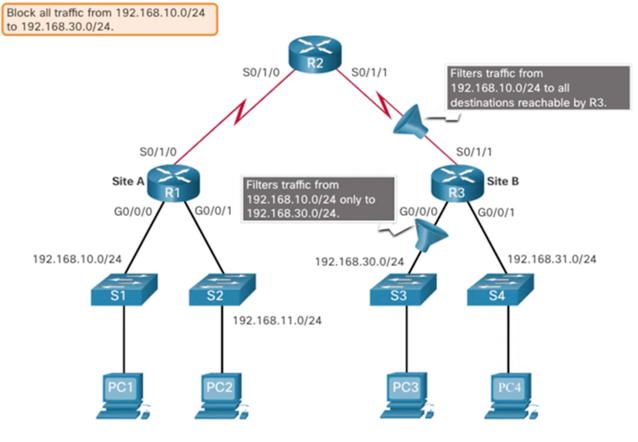 Block all traffic from 192.168.10.0/24
to 192.168.30.0/24.
R2
S0/1/0
S0/1/1
Filters traffic from
192.168.10.0/24 to all
destinations reachable by R3.
S0/1/0
S0/1/1
Site A
R1
Filters traffic from
192.168.10.0/24 only to
192.168.30.0/24.
R3
Site B
G0/0/0
G0/0/1
G0/0/0
G0/0/1
192.168.10.0/24
192.168.30.0/24
192.168.31.0/24
S1
S2
S3
S4
192.168.11.0/24
PC1
PC2
PC3
PC4